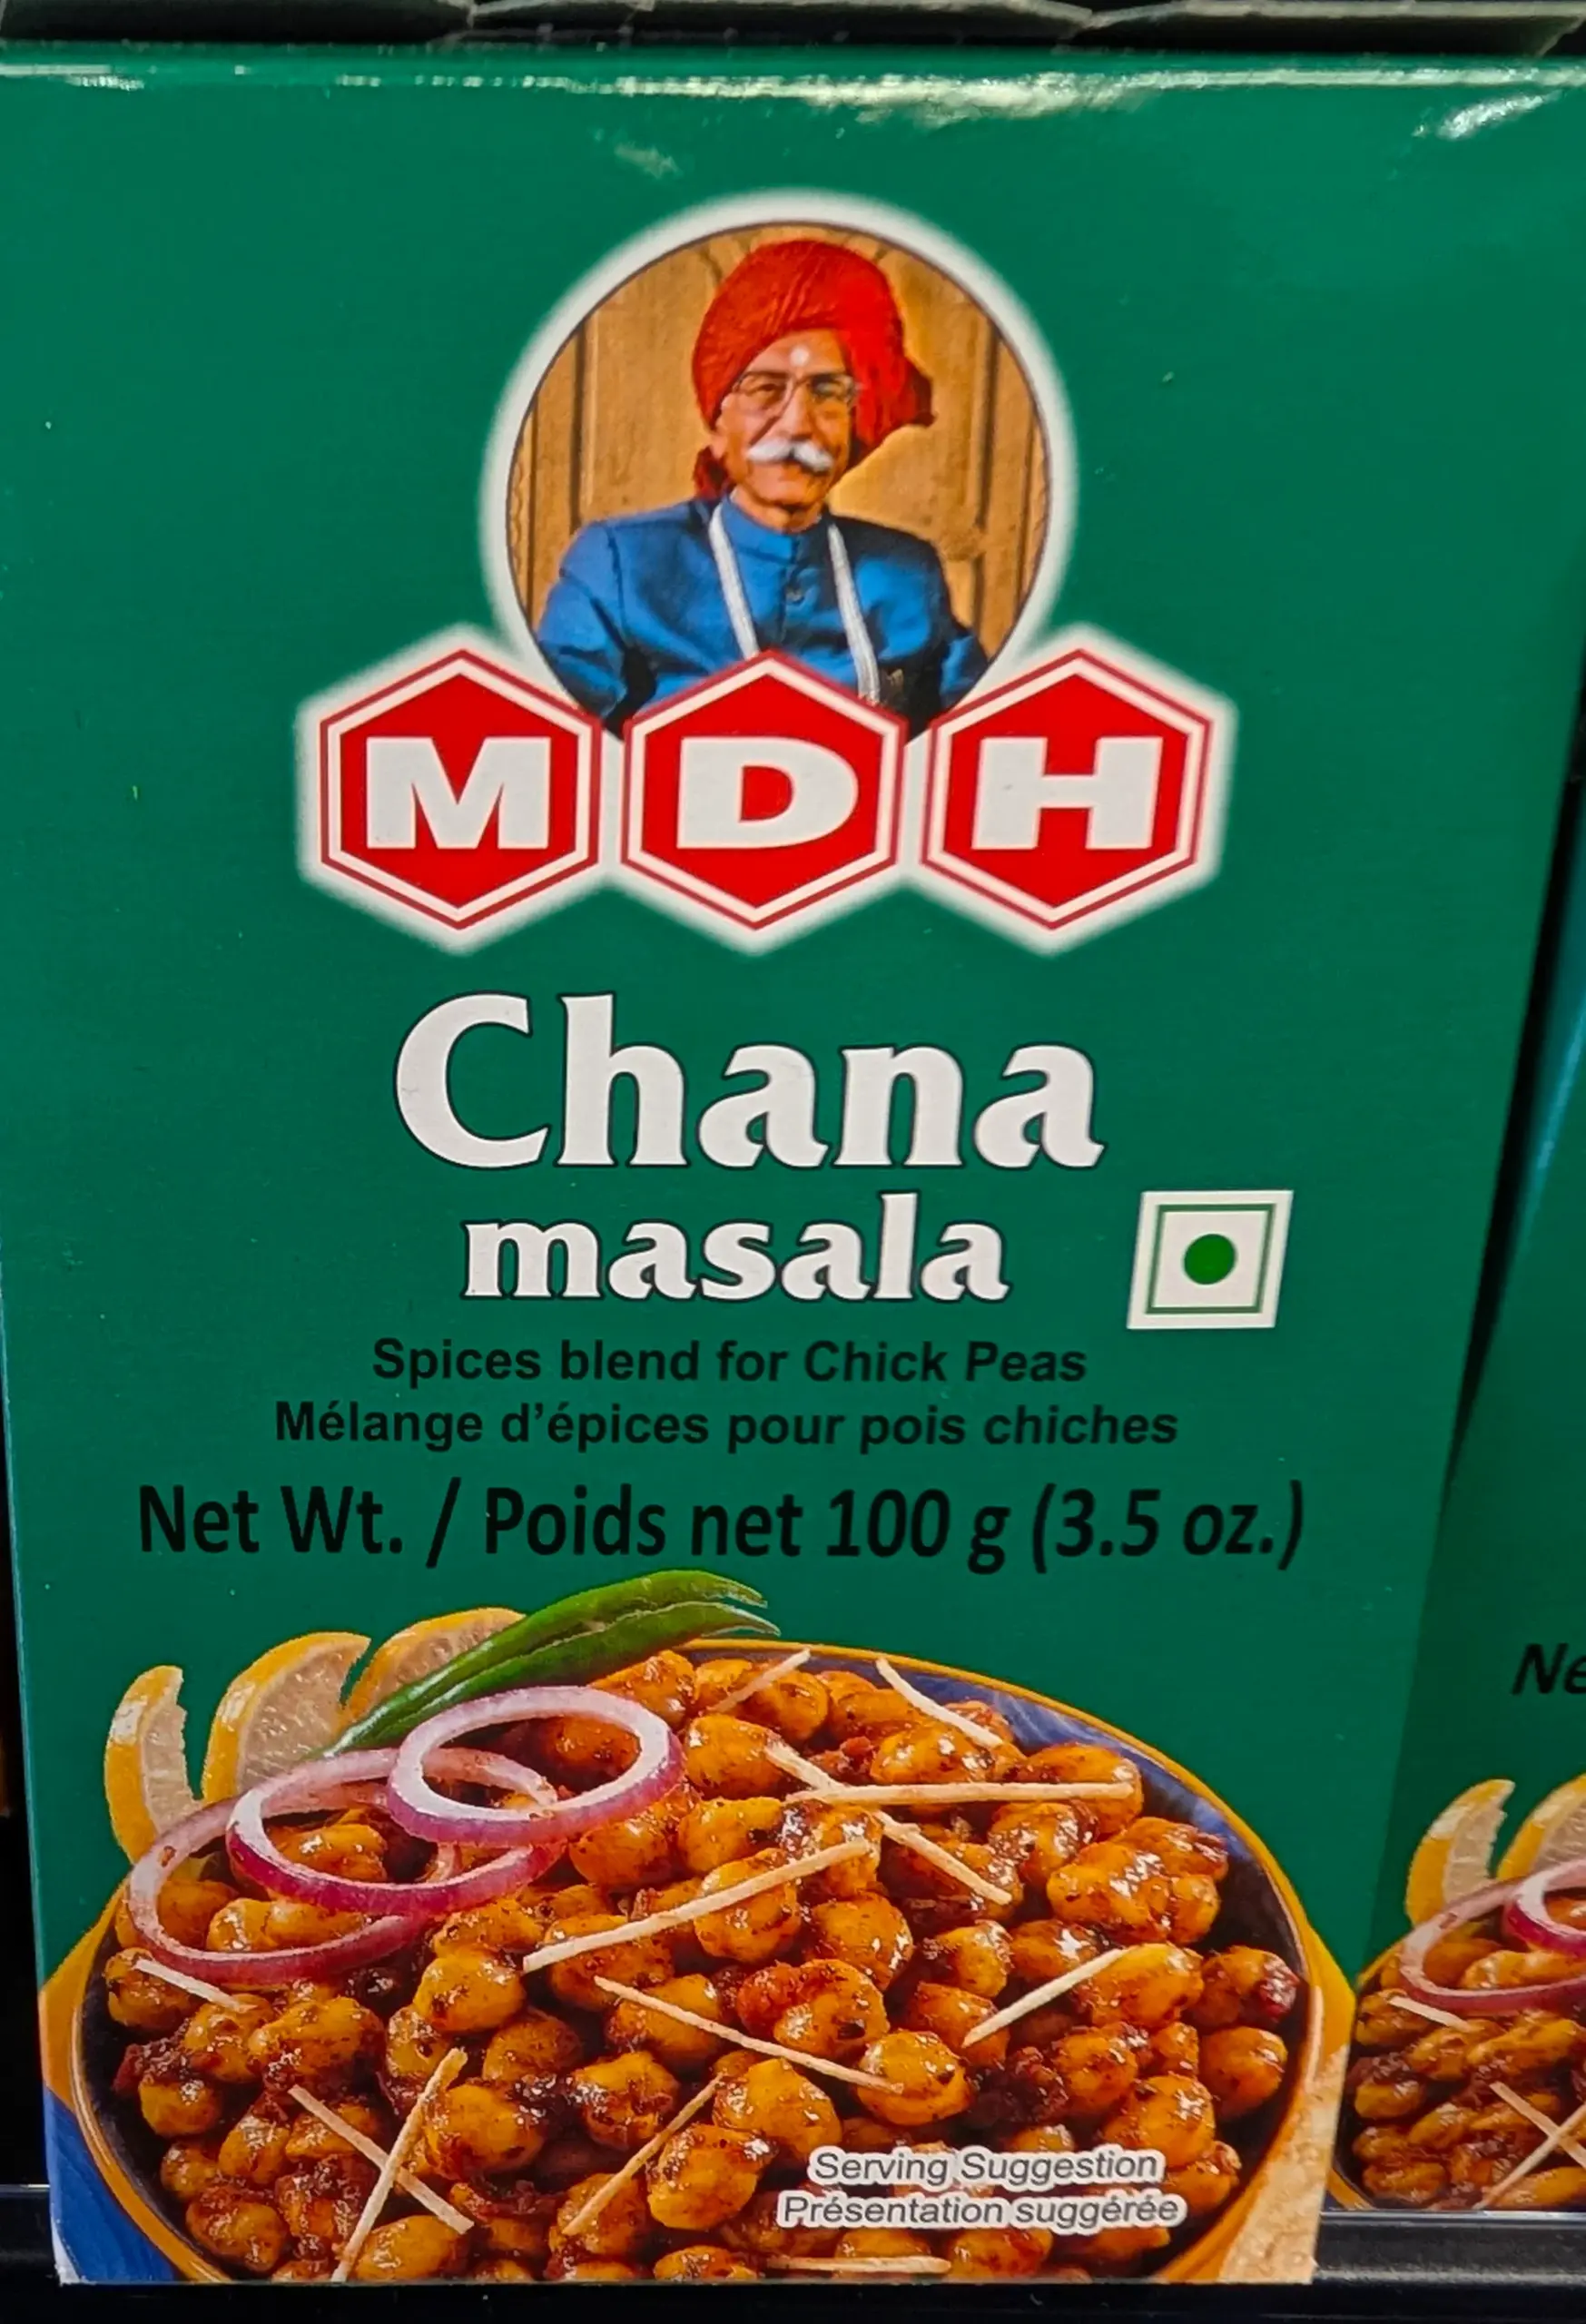 MDH
Chana
masala
Spices blend for Chick Peas
Mélange d'épices pour pois chiches
Net Wt. / Poids net 100 g (3.5 oz.)
Serving Suggestion
Présentation suggérée